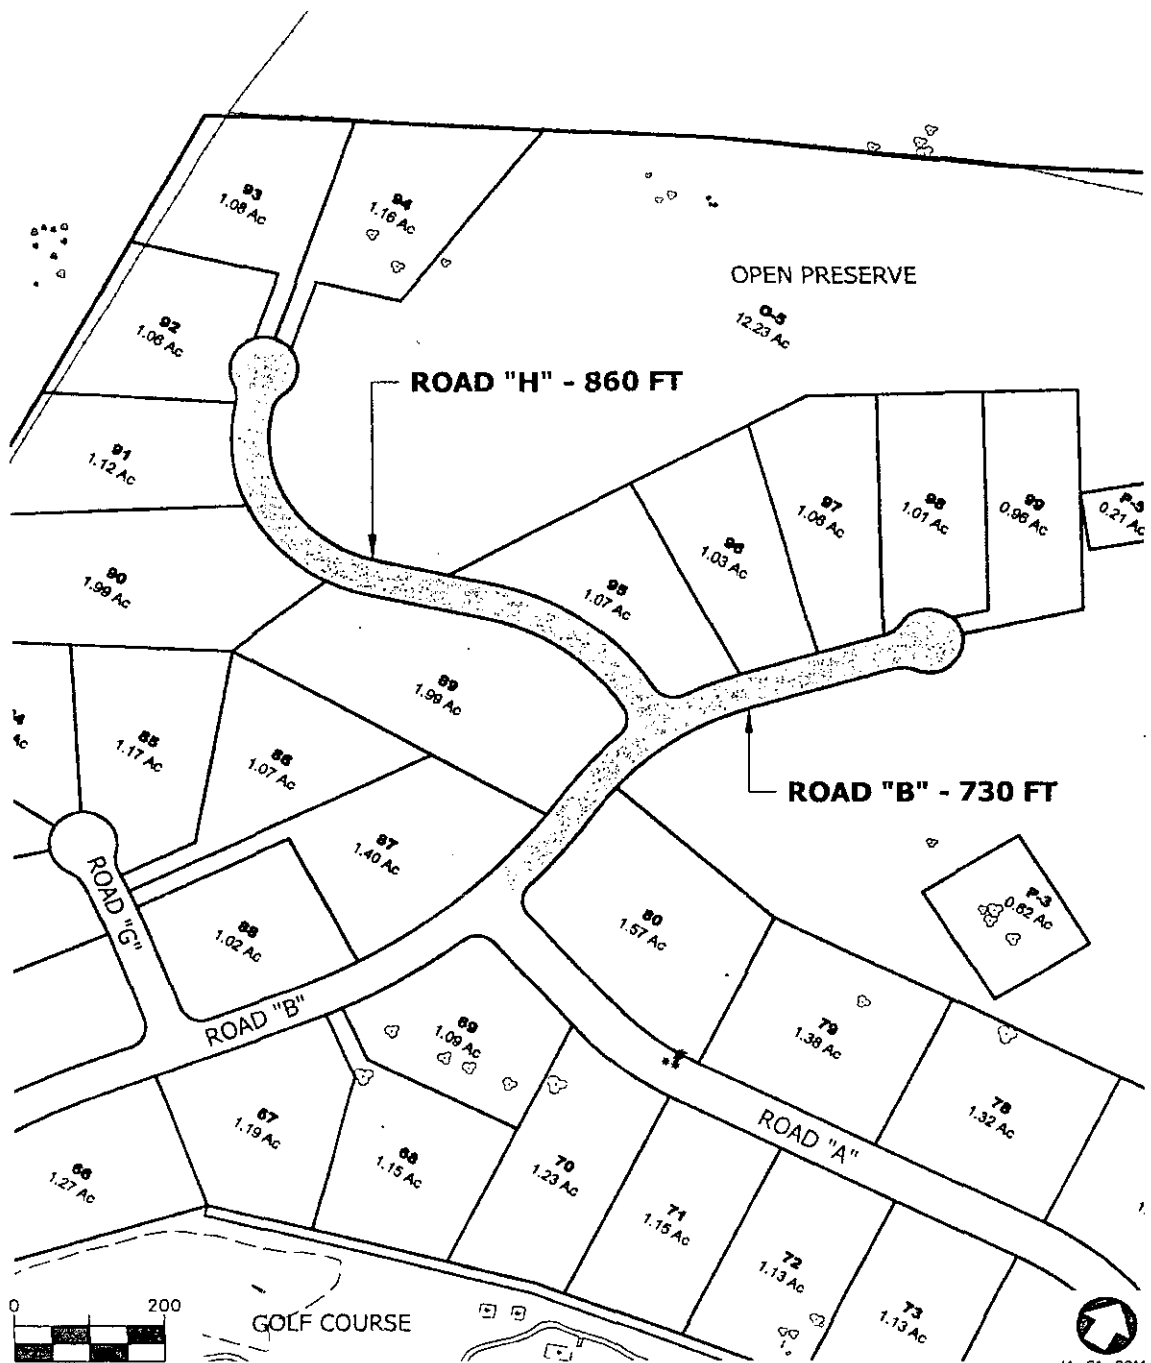 93
1.08 Ac
94
1.16 Ac
OPEN PRESERVE
O-5
12.23 Ac
92
1.06 Ac
ROAD "H" - 860 FT
91
1.12 Ac
97
1.06 Ac
98
1.01 Ac
99
0.96 Ac
P-5
0.21 Ac
96
1.03 Ac
90
1.99 Ac
95
1.07 Ac
89
1.99 Ac
85
1.17 Ac
86
1.07 Ac
ROAD "B" - 730 FT
87
1.40 Ac
ROAD "G"
88
1.02 Ac
80
1.57 Ac
P-3
0.62 Ac
ROAD "B"
69
1.09 Ac
79
1.38 Ac
78
1.32 Ac
67
1.19 Ac
ROAD "A"
66
1.27 Ac
68
1.15 Ac
70
1.23 Ac
71
1.15 Ac
72
1.13 Ac
73
1.13 Ac
0 200
GOLF COURSE